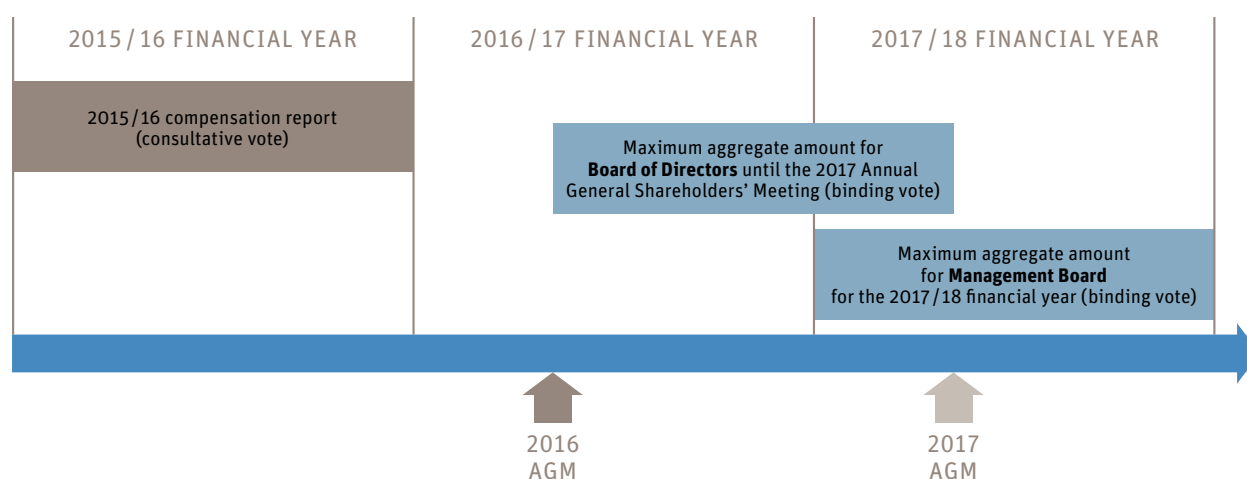 2015/16 FINANCIAL YEAR
2016/17 FINANCIAL YEAR
2017/18 FINANCIAL YEAR
2015/16 compensation report
(consultative vote)
Maximum aggregate amount for
Board of Directors until the 2017 Annual
General Shareholders’ Meeting (binding vote)
Maximum aggregate amount
for Management Board
for the 2017/18 financial year (binding vote)
2016
AGM
2017
AGM